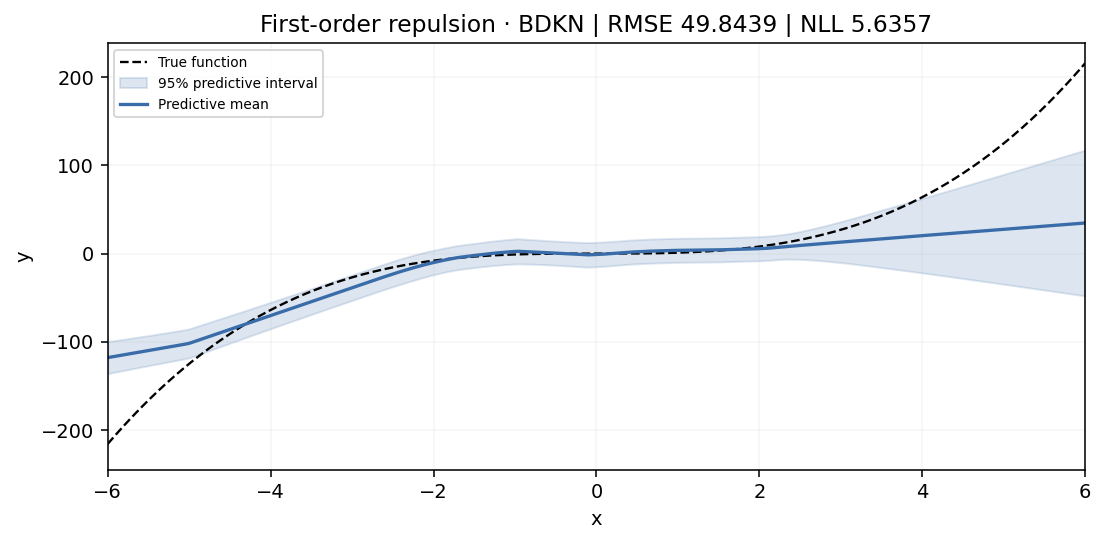 First-order repulsion · BDKN | RMSE 49.8439 | NLL 5.6357
True function
95% predictive interval
Predictive mean
200
100
0
−100
−200
y
−6 −4 −2 0 2 4 6
x